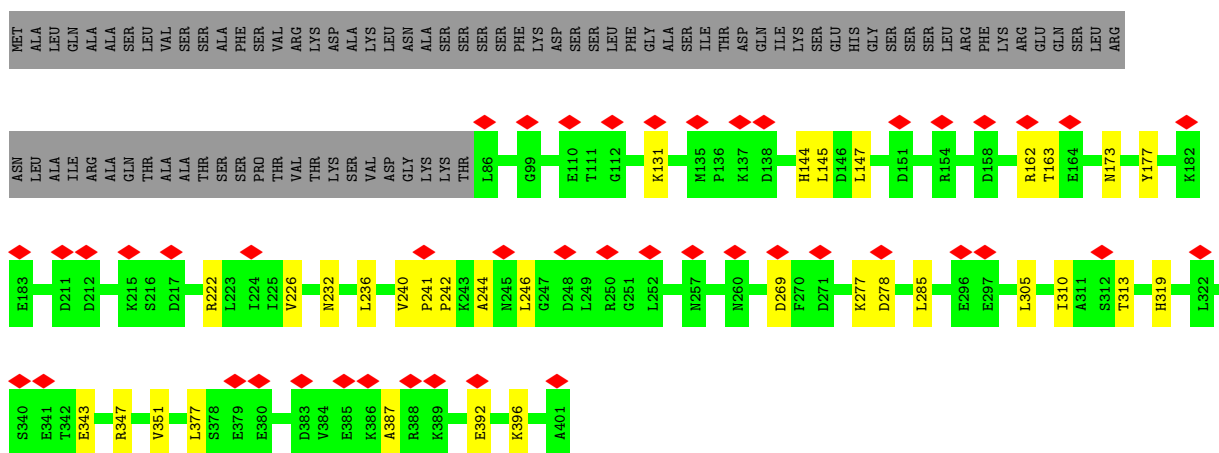 MET ALA LEU GLN ALA ALA SER LEU VAL SER SER ALA PHE SER VAL ARG LYS ASP ALA LYS LEU ASN ALA SER SER SER SER PHE LYS ASP SER SER LEU PHE GLY ALA SER ILE THR ASP GLN ILE LYS SER GLU HIS GLY SER SER SER LEU ARG PHE LYS ARG GLU GLN SER LEU ARG
ASN LEU ALA ILE ARG ALA GLN THR ALA ALA THR SER SER PRO THR VAL THR LYS SER VAL ASP GLY LYS LYS THR L86 G99 E110 T111 G112 K131 M135 P136 K137 D138 H144 L145 D146 L147 D151 R154 D158 R162 T163 E164 N173 Y177 K182
E183 D211 D212 K215 S216 D217 R222 L223 I224 I225 V226 N232 L236 V240 P241 P242 K243 A244 N245 L246 G247 D248 L249 R250 G251 L252 N257 N260 D269 F270 D271 K277 D278 L285 E296 E297 L305 I310 A311 S312 T313 H319 L322
S340 E341 T342 E343 R347 V351 L377 S378 E379 E380 D383 V384 E385 K386 A387 R388 K389 E392 K396 A401